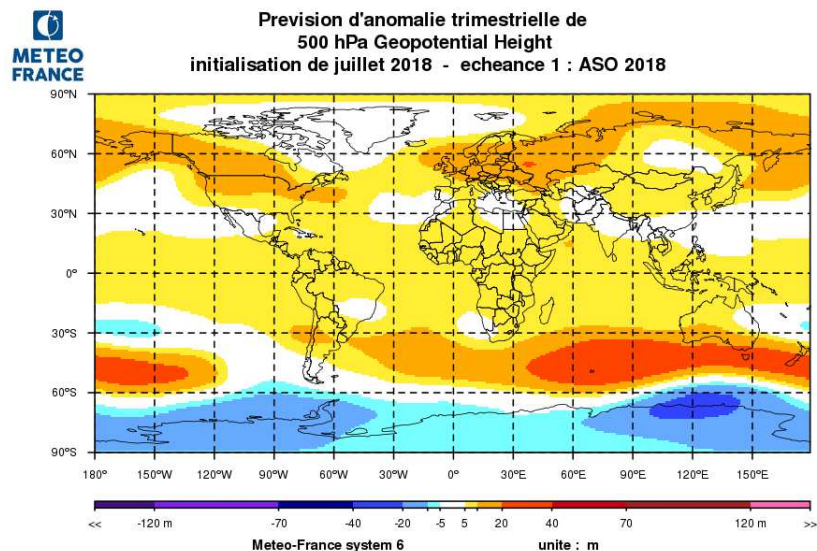 METEO
FRANCE
Prevision d'anomalie trimestrielle de
500 hPa Geopotential Height
initialisation de juillet 2018 - echeance 1 : ASO 2018
90°N
60°N
30°N
0°
30°S
60°S
90°S
180° 150°W 120°W 90°W 60°W 30°W 0° 30°E 60°E 90°E 120°E 150°E
<< -120 m -70 -40 -20 -5 5 20 40 70 120 m >>
Meteo-France system 6 unite : m